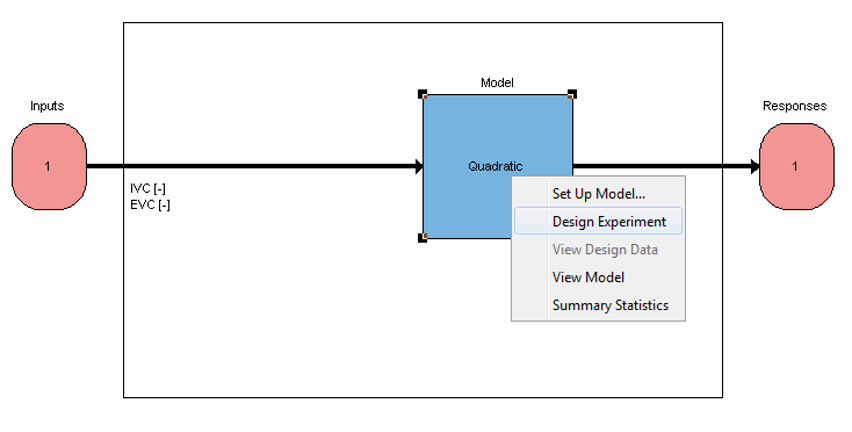 Model
Inputs
Responses
1
Quadratic
1
IVC [-]
EVC [-]
Set Up Model...
Design Experiment
View Design Data
View Model
Summary Statistics